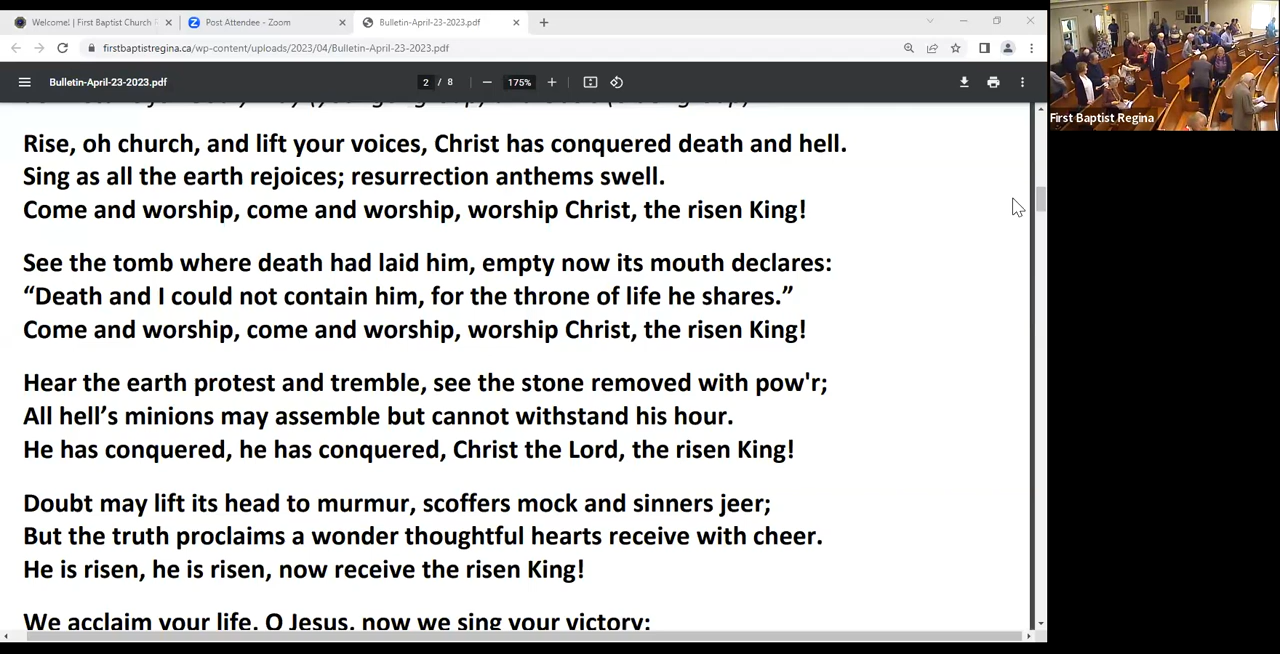 Welcome! | First Baptist Church
Post Attendee - Zoom
Bulletin-April-23-2023.pdf
firstbaptistregina.ca/wp-content/uploads/2023/04/Bulletin-April-23-2023.pdf
Bulletin-April-23-2023.pdf
2 / 8
175%
First Baptist Regina
Rise, oh church, and lift your voices, Christ has conquered death and hell.
Sing as all the earth rejoices; resurrection anthems swell.
Come and worship, come and worship, worship Christ, the risen King!
See the tomb where death had laid him, empty now its mouth declares:
“Death and I could not contain him, for the throne of life he shares.”
Come and worship, come and worship, worship Christ, the risen King!
Hear the earth protest and tremble, see the stone removed with pow'r;
All hell’s minions may assemble but cannot withstand his hour.
He has conquered, he has conquered, Christ the Lord, the risen King!
Doubt may lift its head to murmur, scoffers mock and sinners jeer;
But the truth proclaims a wonder thoughtful hearts receive with cheer.
He is risen, he is risen, now receive the risen King!
We acclaim your life, O Jesus, now we sing your victory;